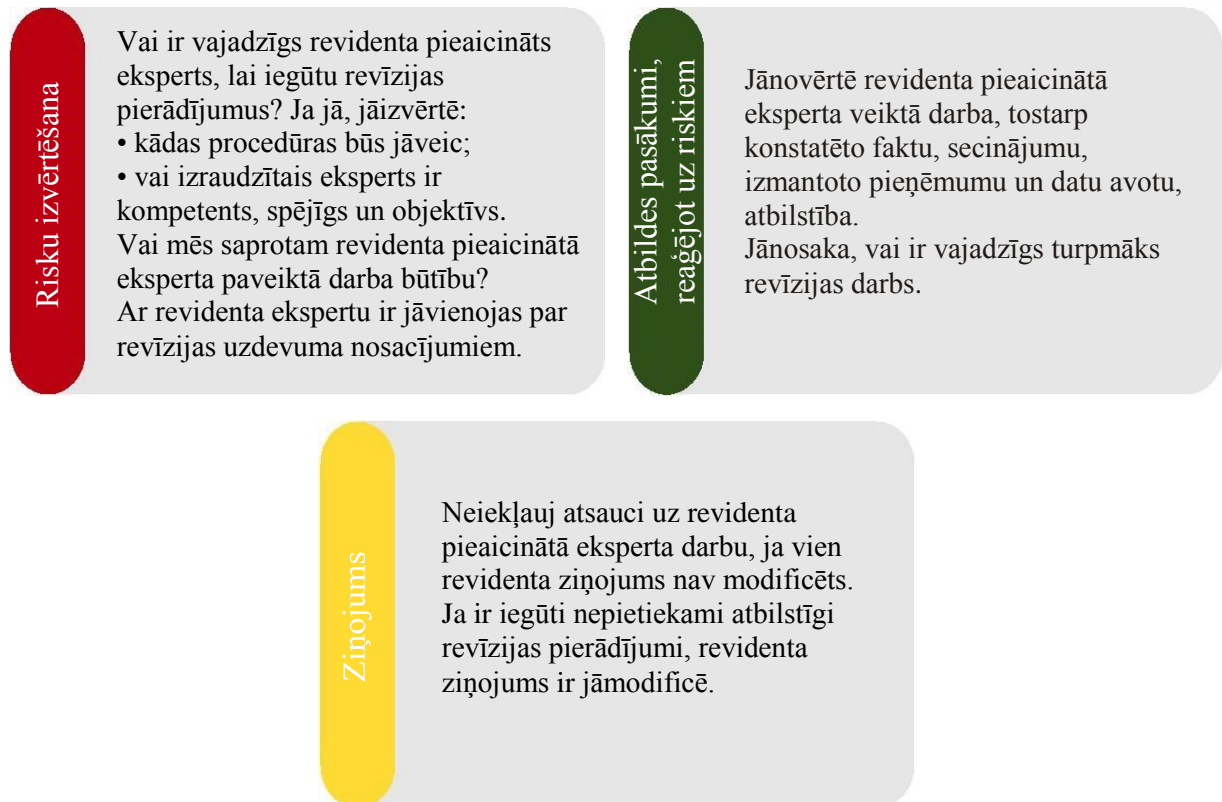 Risku izvērtēšana
Vai ir vajadzīgs revidenta pieaicināts
eksperts, lai iegūtu revīzijas
pierādījumus? Ja jā, jāizvērtē:
• kādas procedūras būs jāveic;
• vai izraudzītais eksperts ir
kompetents, spējīgs un objektīvs.
Vai mēs saprotam revidenta pieaicinātā
eksperta paveiktā darba būtību?
Ar revidenta ekspertu ir jāvienojas par
revīzijas uzdevuma nosacījumiem.
Atbildes pasākumi,
reaģējot uz riskiem
Jānovērtē revidenta pieaicinātā
eksperta veiktā darba, tostarp
konstatēto faktu, secinājumu,
izmantoto pieņēmumu un datu avotu,
atbilstība.
Jānosaka, vai ir vajadzīgs turpmāks
revīzijas darbs.
Ziņojums
Neiekļauj atsauci uz revidenta
pieaicinātā eksperta darbu, ja vien
revidenta ziņojums nav modificēts.
Ja ir iegūti nepietiekami atbilstīgi
revīzijas pierādījumi, revidenta
ziņojums ir jāmodificē.